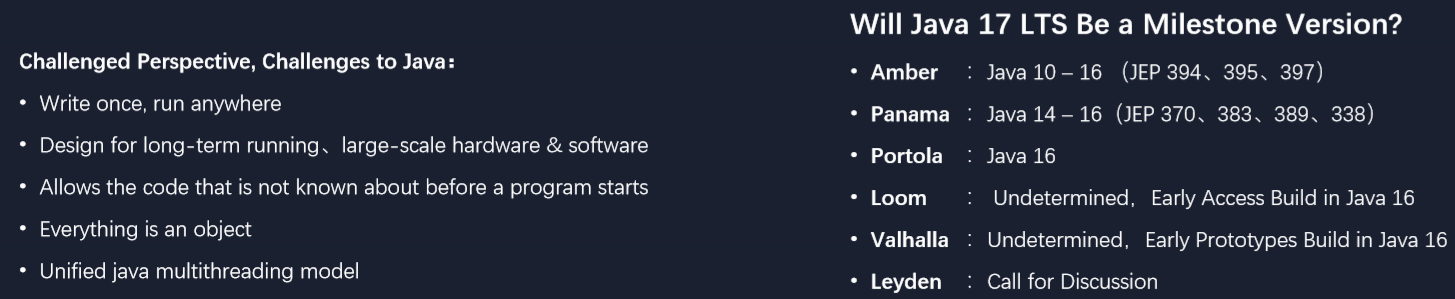 Challenged Perspective, Challenges to Java：
• Write once, run anywhere
• Design for long-term running、large-scale hardware & software
• Allows the code that is not known about before a program starts
• Everything is an object
• Unified java multithreading model
Will Java 17 LTS Be a Milestone Version?
• Amber ： Java 10 – 16 （JEP 394、395、397）
• Panama ： Java 14 – 16（JEP 370、383、389、338）
• Portola ： Java 16
• Loom ： Undetermined，Early Access Build in Java 16
• Valhalla ： Undetermined，Early Prototypes Build in Java 16
• Leyden ： Call for Discussion